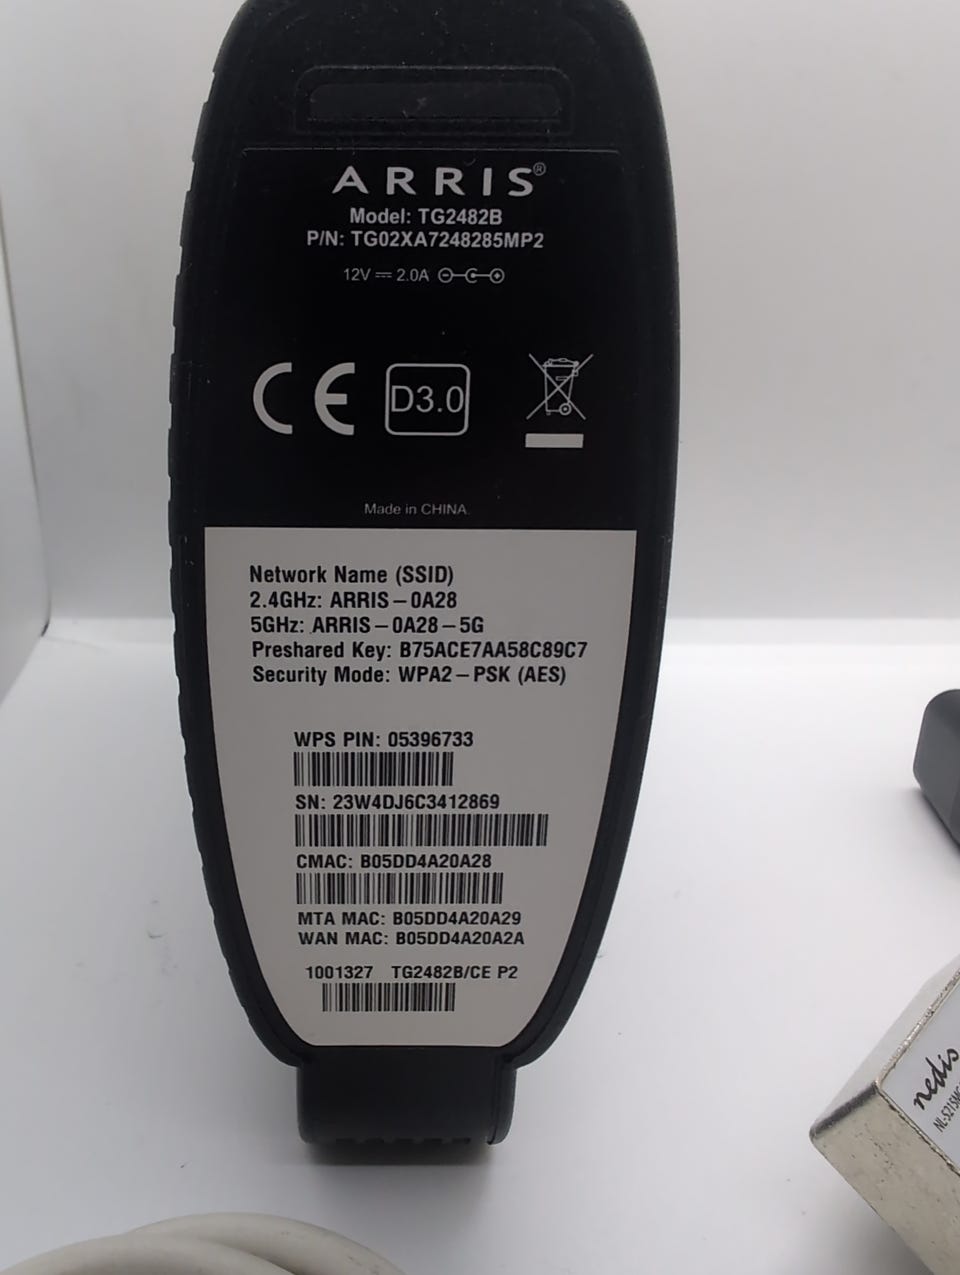 ARRIS®
Model: TG2482B
P/N: TG02XA7248285MP2
12V ⎓ 2.0A
CE
D3.0
Made in CHINA.
Network Name (SSID)
2.4GHz: ARRIS–0A28
5GHz: ARRIS–0A28–5G
Preshared Key: B75ACE7AA58C89C7
Security Mode: WPA2–PSK (AES)
WPS PIN: 05396733
SN: 23W4DJ6C3412869
CMAC: B05DD4A20A28
MTA MAC: B05DD4A20A29
WAN MAC: B05DD4A20A2A
1001327 TG2482B/CE P2
nedis